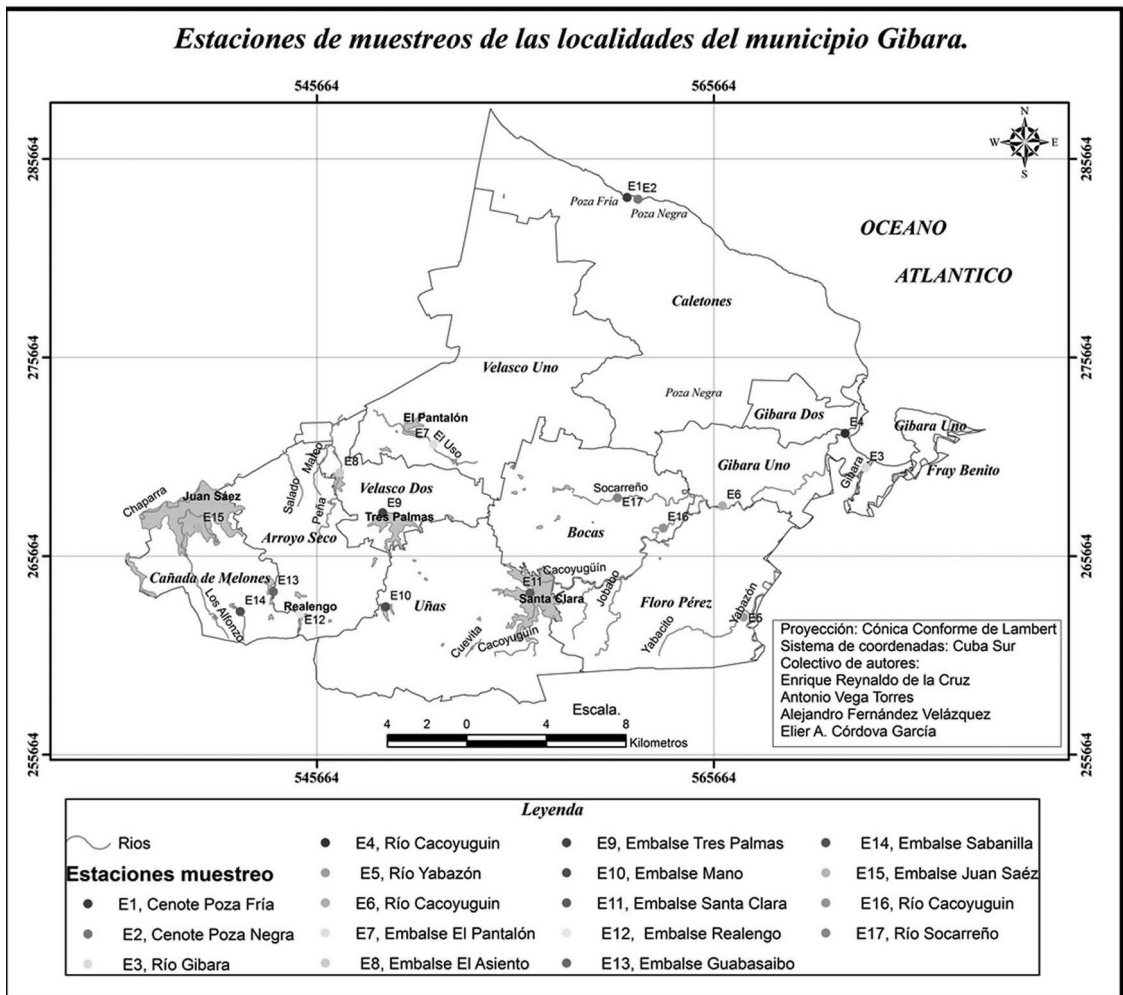 Estaciones de muestreos de las localidades del municipio Gibara.
545664
565664
285664
285664
N
W
E
S
E1
E2
Poza Fría
Poza Negra
OCEANO
ATLANTICO
Caletones
275664
275664
Velasco Uno
Poza Negra
Gibara Dos
El Pantalón
E7
El Uso
E4
Gibara Uno
Mateo
E8
Gibara Uno
E3
Gibara
Fray Benito
Salado
Peña
Velasco Dos
Socarreño
E17
E6
Chaparra
Juan Sáez
E9
Tres Palmas
E15
Arroyo Seco
Bocas
E16
265664
265664
Cañada de Melones
E13
Cacoyugüín
E11
Santa Clara
Jobabo
Floro Pérez
Yabazón
E5
Los Alfonzo
E14
Realengo
E12
E10
Uñas
Cuevita
Cacoyuguin
Yabacito
Proyección: Cónica Conforme de Lambert
Sistema de coordenadas: Cuba Sur
Colectivo de autores:
Enrique Reynaldo de la Cruz
Antonio Vega Torres
Alejandro Fernández Velázquez
Elier A. Córdova García
Escala.
4 2 0 4 8
Kilometros
255664
255664
545664
565664
Leyenda
Rios
Estaciones muestreo
E1, Cenote Poza Fría
E2, Cenote Poza Negra
E3, Río Gibara
E4, Río Cacoyuguin
E5, Río Yabazón
E6, Río Cacoyuguin
E7, Embalse El Pantalón
E8, Embalse El Asiento
E9, Embalse Tres Palmas
E10, Embalse Mano
E11, Embalse Santa Clara
E12, Embalse Realengo
E13, Embalse Guabasaibo
E14, Embalse Sabanilla
E15, Embalse Juan Saéz
E16, Río Cacoyuguin
E17, Río Socarreño